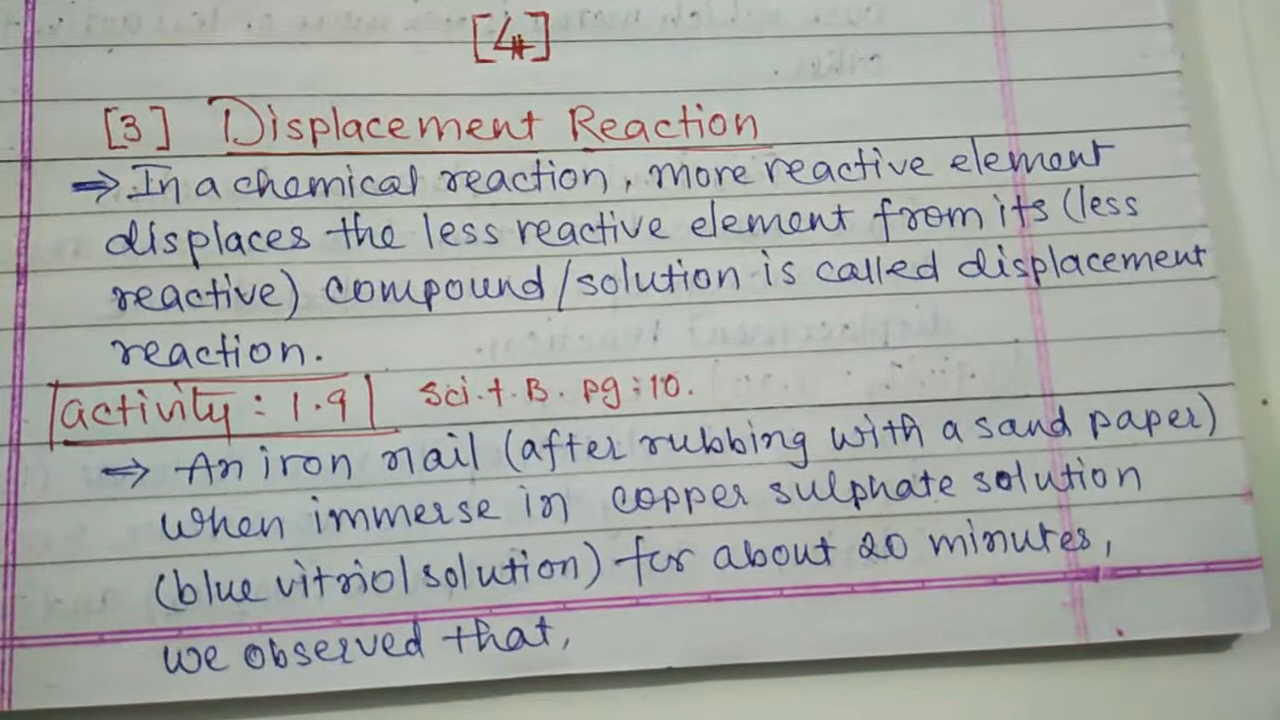 [4]
[3] Displacement Reaction
⇒ In a chemical reaction, more reactive element
displaces the less reactive element from its (less
reactive) compound/solution is called displacement
reaction.
activity : 1.9 Sci. t. B. pg : 10.
⇒ An iron nail (after rubbing with a sand paper)
when immerse in copper sulphate solution
(blue vitriol solution) for about 20 minutes,
we observed that,